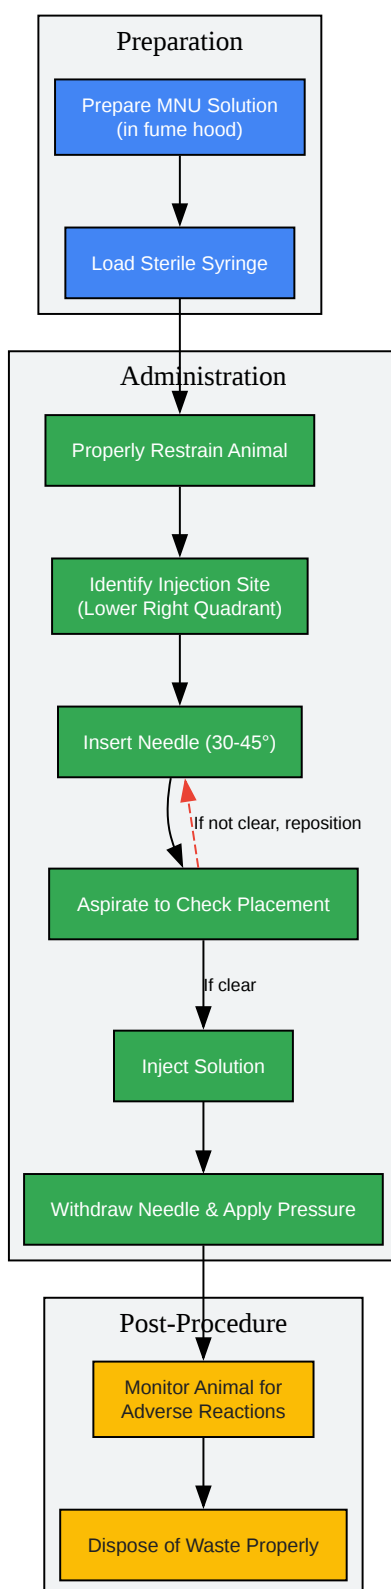 Preparation
Prepare MNU Solution
(in fume hood)
Load Sterile Syringe
Administration
Properly Restrain Animal
Identify Injection Site
(Lower Right Quadrant)
Insert Needle (30-45°)
If not clear, reposition
Aspirate to Check Placement
If clear
Inject Solution
Withdraw Needle & Apply Pressure
Post-Procedure
Monitor Animal for
Adverse Reactions
Dispose of Waste Properly